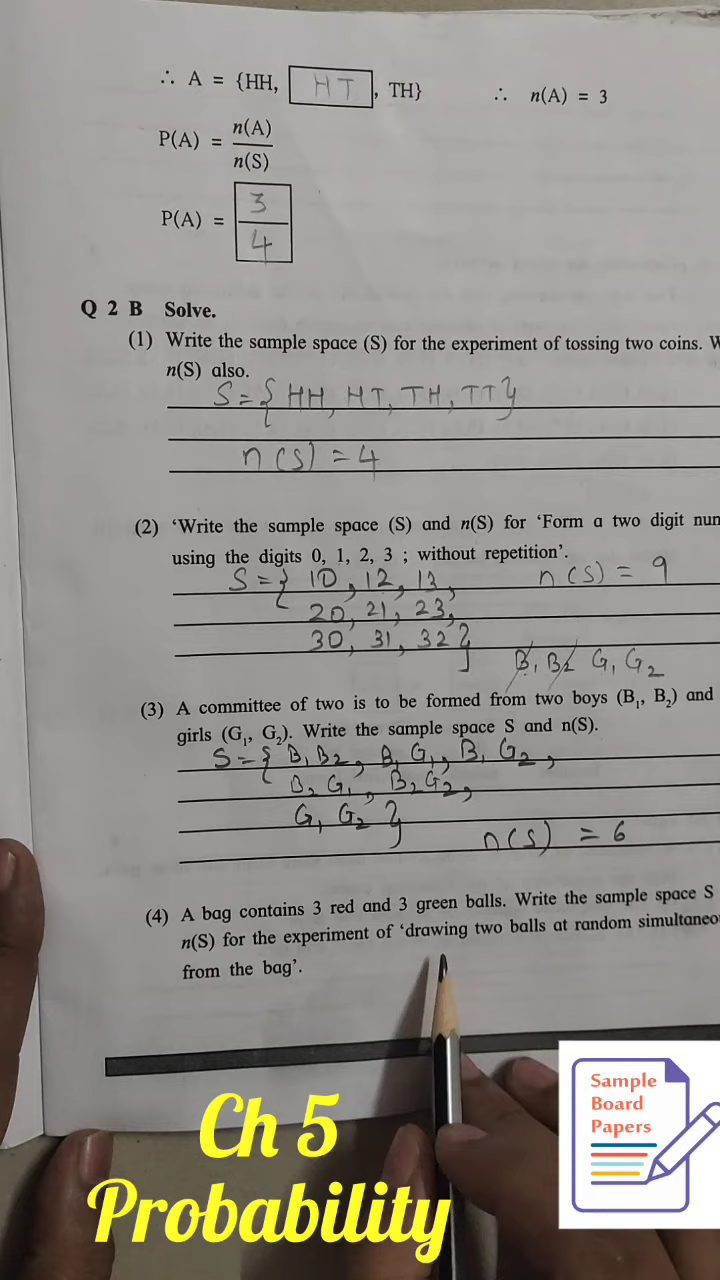 ∴ A = {HH, HT, TH} ∴ n(A) = 3
P(A) = n(A)/n(S)
P(A) = 3/4
Q 2 B Solve.
(1) Write the sample space (S) for the experiment of tossing two coins. W
n(S) also.
S = { HH, HT, TH, TT}
n(S) = 4
(2) ‘Write the sample space (S) and n(S) for ‘Form a two digit num
using the digits 0, 1, 2, 3 ; without repetition’.
S = { 10, 12, 13, n(S) = 9
20, 21, 23,
30, 31, 32}
B₁ B₂ G₁ G₂
(3) A committee of two is to be formed from two boys (B₁, B₂) and
girls (G₁, G₂). Write the sample space S and n(S).
S = { B₁B₂, B₁G₁, B₁G₂,
B₂G₁, B₂G₂,
G₁G₂ }
n(S) = 6
(4) A bag contains 3 red and 3 green balls. Write the sample space S
n(S) for the experiment of ‘drawing two balls at random simultaneo
from the bag’.
Sample
Board
Papers
Ch 5
Probability